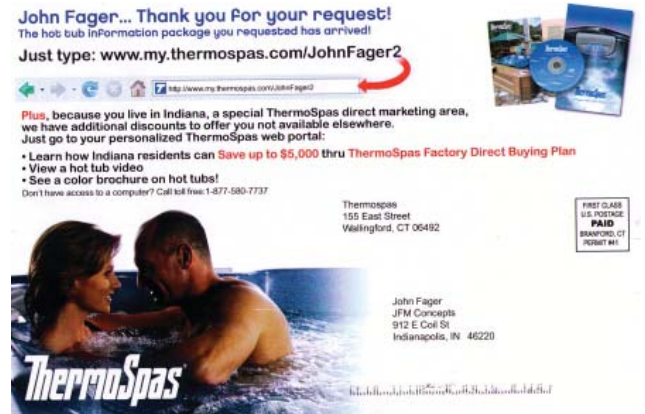 John Fager... Thank you for your request!
The hot tub information package you requested has arrived!
Just type: www.my.thermospas.com/JohnFager2
http://www.my.thermospas.com/JohnFager2
Plus, because you live in Indiana, a special ThermoSpas direct marketing area,
we have additional discounts to offer you not available elsewhere.
Just go to your personalized ThermoSpas web portal:
• Learn how Indiana residents can Save up to $5,000 thru ThermoSpas Factory Direct Buying Plan
• View a hot tub video
• See a color brochure on hot tubs!
Don't have access to a computer? Call toll free:1-877-580-7737
Thermospas
155 East Street
Wallingford, CT 06492
FIRST CLASS
U.S. POSTAGE
PAID
BRANFORD, CT
PERMIT #41
John Fager
JFM Concepts
912 E Coil St
Indianapolis, IN 46220
ThermoSpas